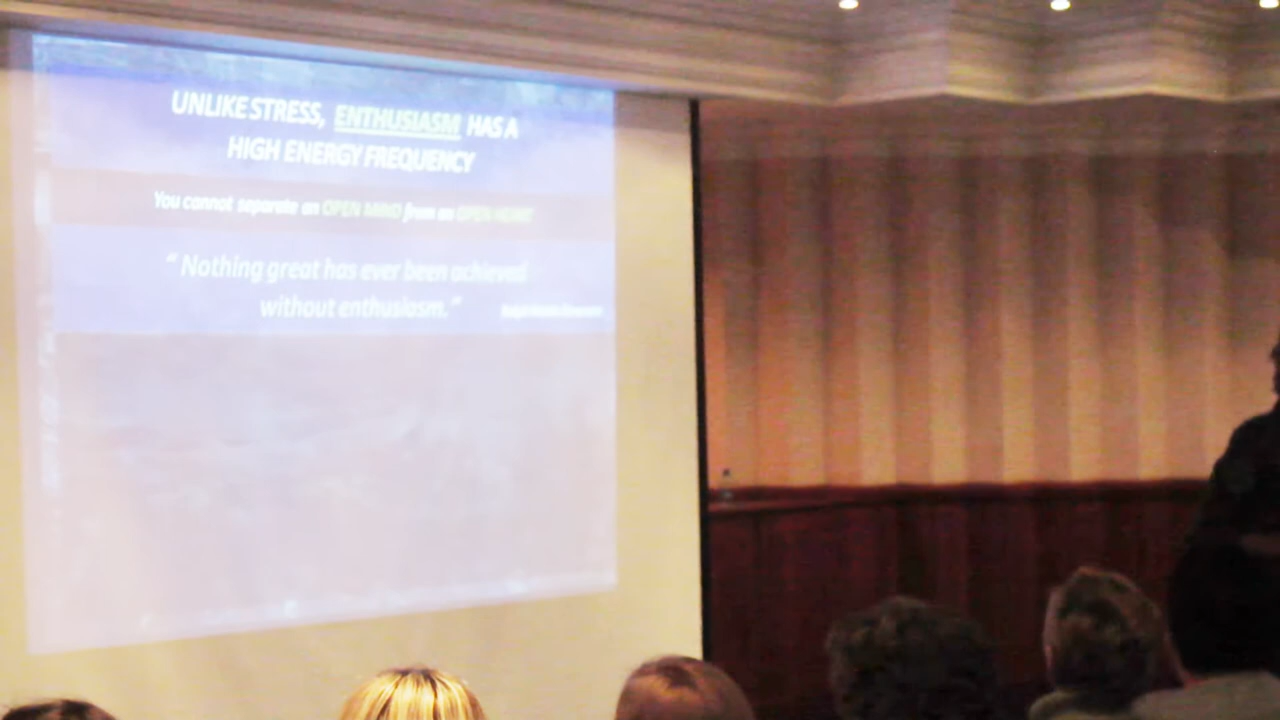 UNLIKE STRESS, ENTHUSIASM HAS A
HIGH ENERGY FREQUENCY
You cannot separate an OPEN MIND from an OPEN HEART
“ Nothing great has ever been achieved
without enthusiasm.”